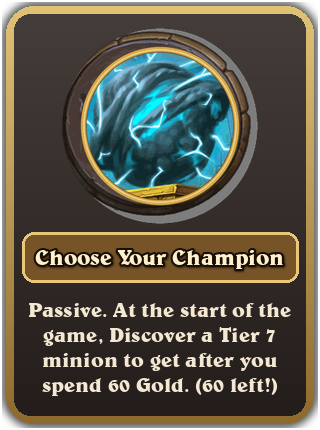 Choose Your Champion
Passive. At the start of the
game, Discover a Tier 7
minion to get after you
spend 60 Gold. (60 left!)